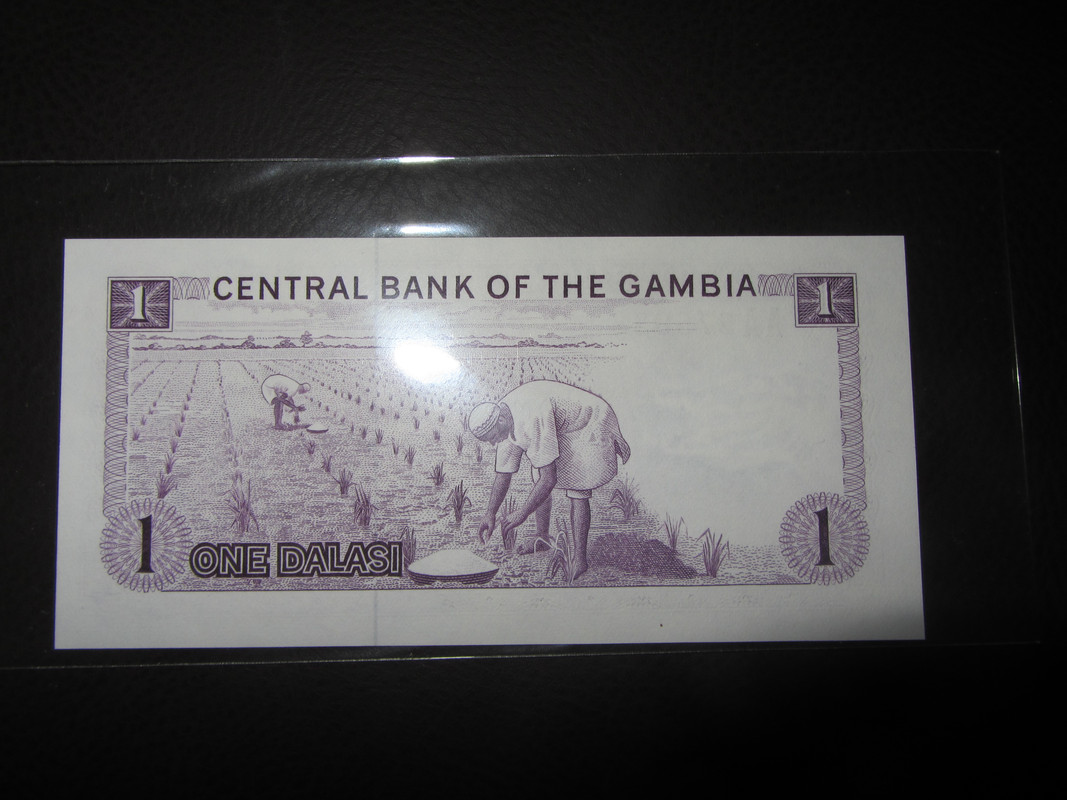 1 CENTRAL BANK OF THE GAMBIA 1
1 ONE DALASI 1